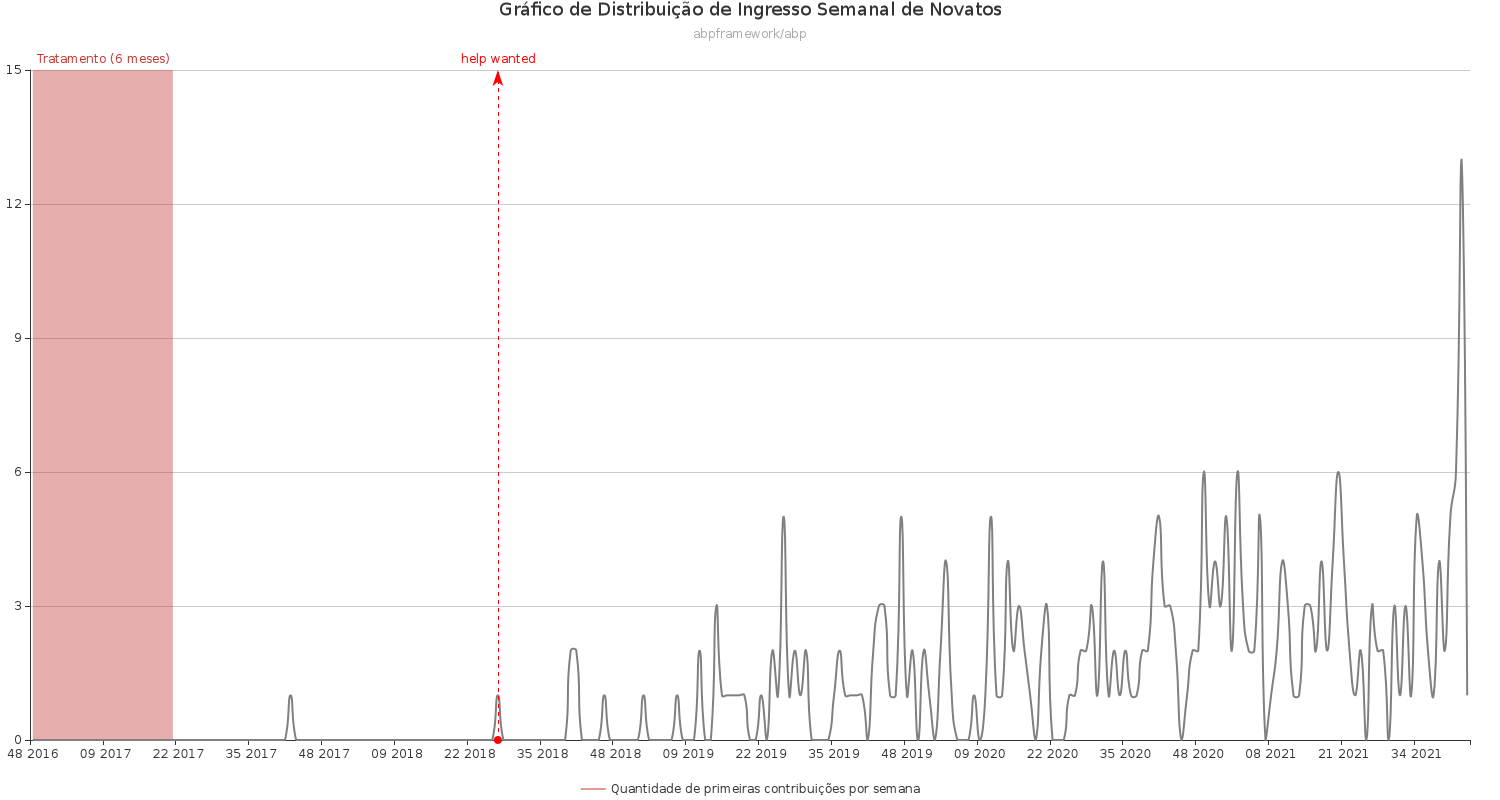 Gráfico de Distribuição de Ingresso Semanal de Novatos
abpframework/abp
Tratamento (6 meses)
help wanted
15
12
9
6
3
0
48 2016 09 2017 22 2017 35 2017 48 2017 09 2018 22 2018 35 2018 48 2018 09 2019 22 2019 35 2019 48 2019 09 2020 22 2020 35 2020 48 2020 08 2021 21 2021 34 2021
Quantidade de primeiras contribuições por semana